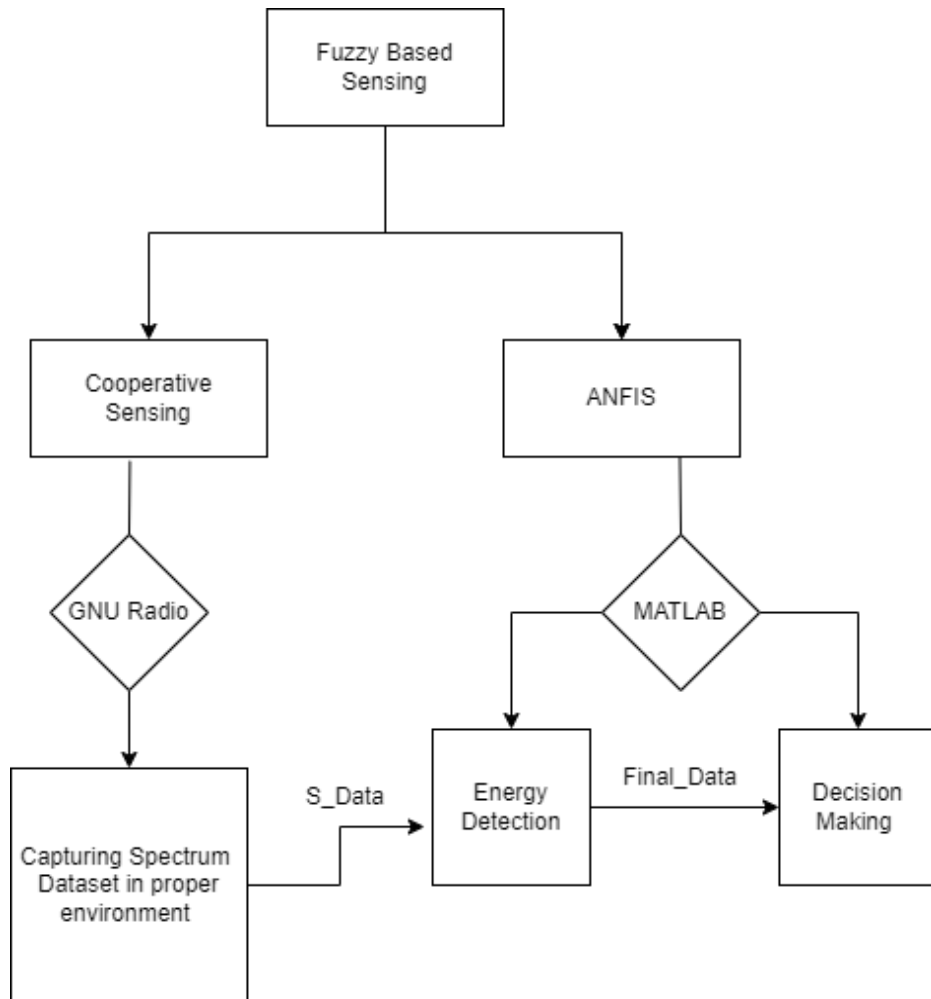 Fuzzy Based
Sensing
Cooperative
Sensing
ANFIS
GNU Radio
MATLAB
Capturing Spectrum
Dataset in proper
environment
S_Data
Energy
Detection
Final_Data
Decision
Making